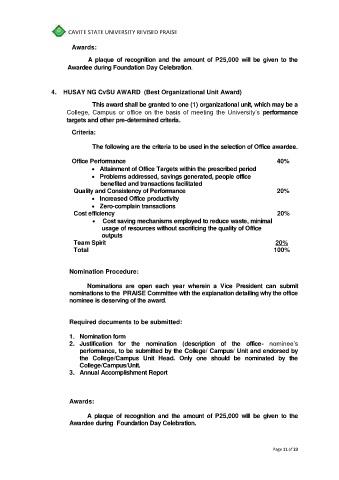 CAVITE STATE UNIVERSITY REVISED PRAISE
Awards:
A plaque of recognition and the amount of P25,000 will be given to the
Awardee during Foundation Day Celebration.
4. HUSAY NG CvSU AWARD (Best Organizational Unit Award)
This award shall be granted to one (1) organizational unit, which may be a
College, Campus or office on the basis of meeting the University's performance
targets and other pre-determined criteria.
Criteria:
The following are the criteria to be used in the selection of Office awardee.
Office Performance 40%
• Attainment of Office Targets within the prescribed period
• Problems addressed, savings generated, people office
benefited and transactions facilitated
Quality and Consistency of Performance 20%
• Increased Office productivity
• Zero-complain transactions
Cost efficiency 20%
• Cost saving mechanisms employed to reduce waste, minimal
usage of resources without sacrificing the quality of Office
outputs
Team Spirit 20%
Total 100%
Nomination Procedure:
Nominations are open each year wherein a Vice President can submit
nominations to the PRAISE Committee with the explanation detailing why the office
nominee is deserving of the award.
Required documents to be submitted:
1. Nomination form
2. Justification for the nomination (description of the office- nominee's
performance, to be submitted by the College/ Campus/ Unit and endorsed by
the College/Campus/Unit Head. Only one should be nominated by the
College/Campus/Unit.
3. Annual Accomplishment Report
Awards:
A plaque of recognition and the amount of P25,000 will be given to the
Awardee during Foundation Day Celebration.
Page 11 of 23